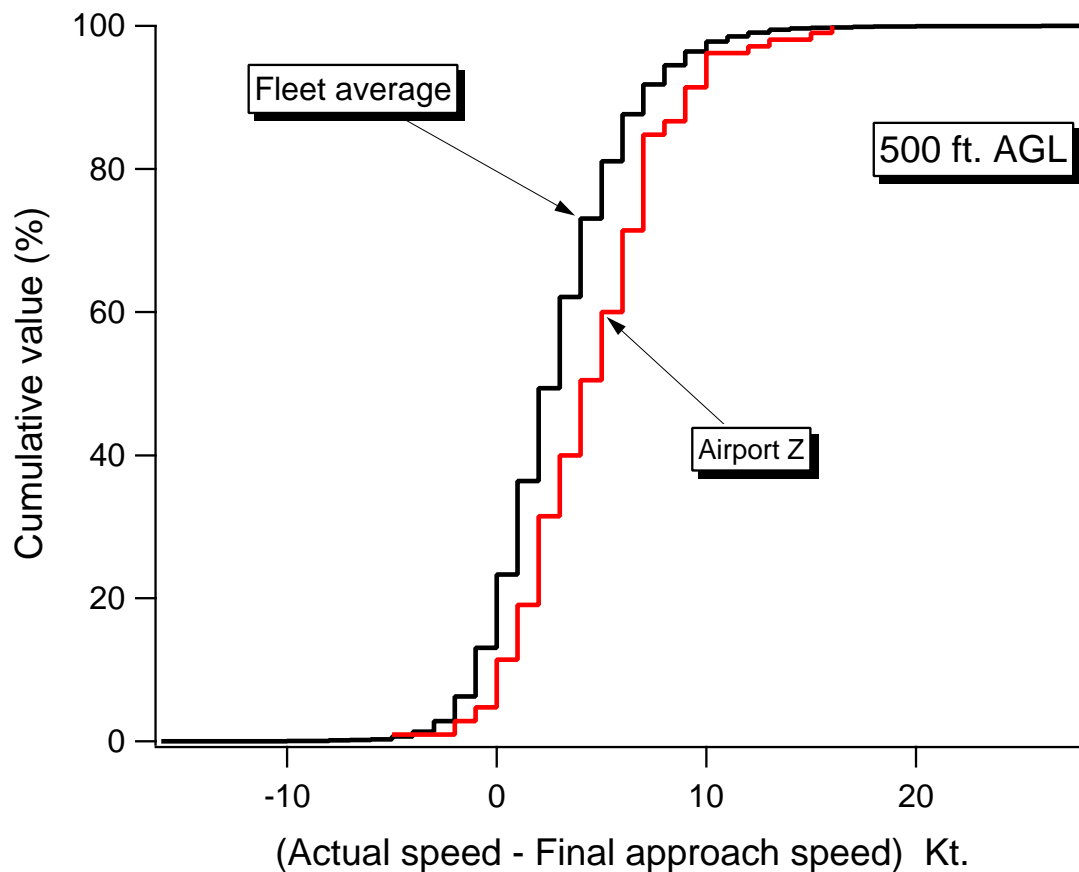 100
80
60
40
20
0
Cumulative value (%)
Fleet average
500 ft. AGL
Airport Z
-10 0 10 20
(Actual speed - Final approach speed) Kt.